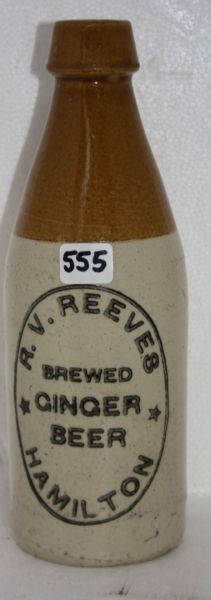 555
R. V. REEVES
BREWED
GINGER
BEER
HAMILTON